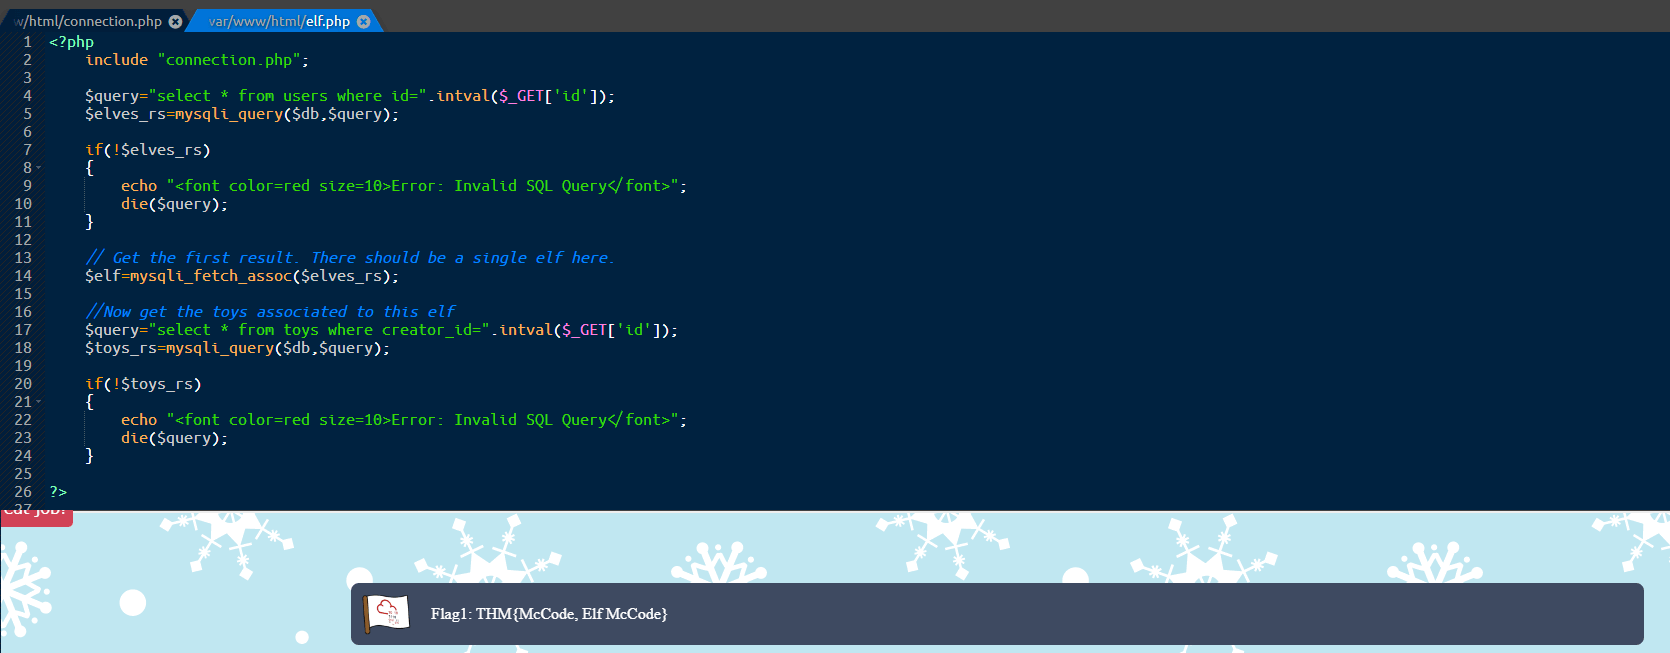 w/html/connection.php
var/www/html/elf.php
1 <?php
2 include "connection.php";
3
4 $query="select * from users where id=".intval($_GET['id']);
5 $elves_rs=mysqli_query($db,$query);
6
7 if(!$elves_rs)
8 {
9 echo "<font color=red size=10>Error: Invalid SQL Query</font>";
10 die($query);
11 }
12
13 // Get the first result. There should be a single elf here.
14 $elf=mysqli_fetch_assoc($elves_rs);
15
16 //Now get the toys associated to this elf
17 $query="select * from toys where creator_id=".intval($_GET['id']);
18 $toys_rs=mysqli_query($db,$query);
19
20 if(!$toys_rs)
21 {
22 echo "<font color=red size=10>Error: Invalid SQL Query</font>";
23 die($query);
24 }
25
26 ?>
27
Flag1: THM{McCode, Elf McCode}